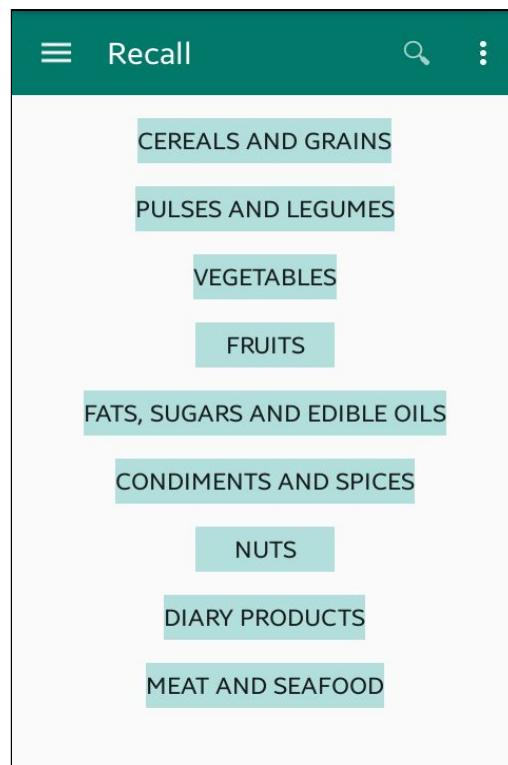 Recall
CEREALS AND GRAINS
PULSES AND LEGUMES
VEGETABLES
FRUITS
FATS, SUGARS AND EDIBLE OILS
CONDIMENTS AND SPICES
NUTS
DIARY PRODUCTS
MEAT AND SEAFOOD